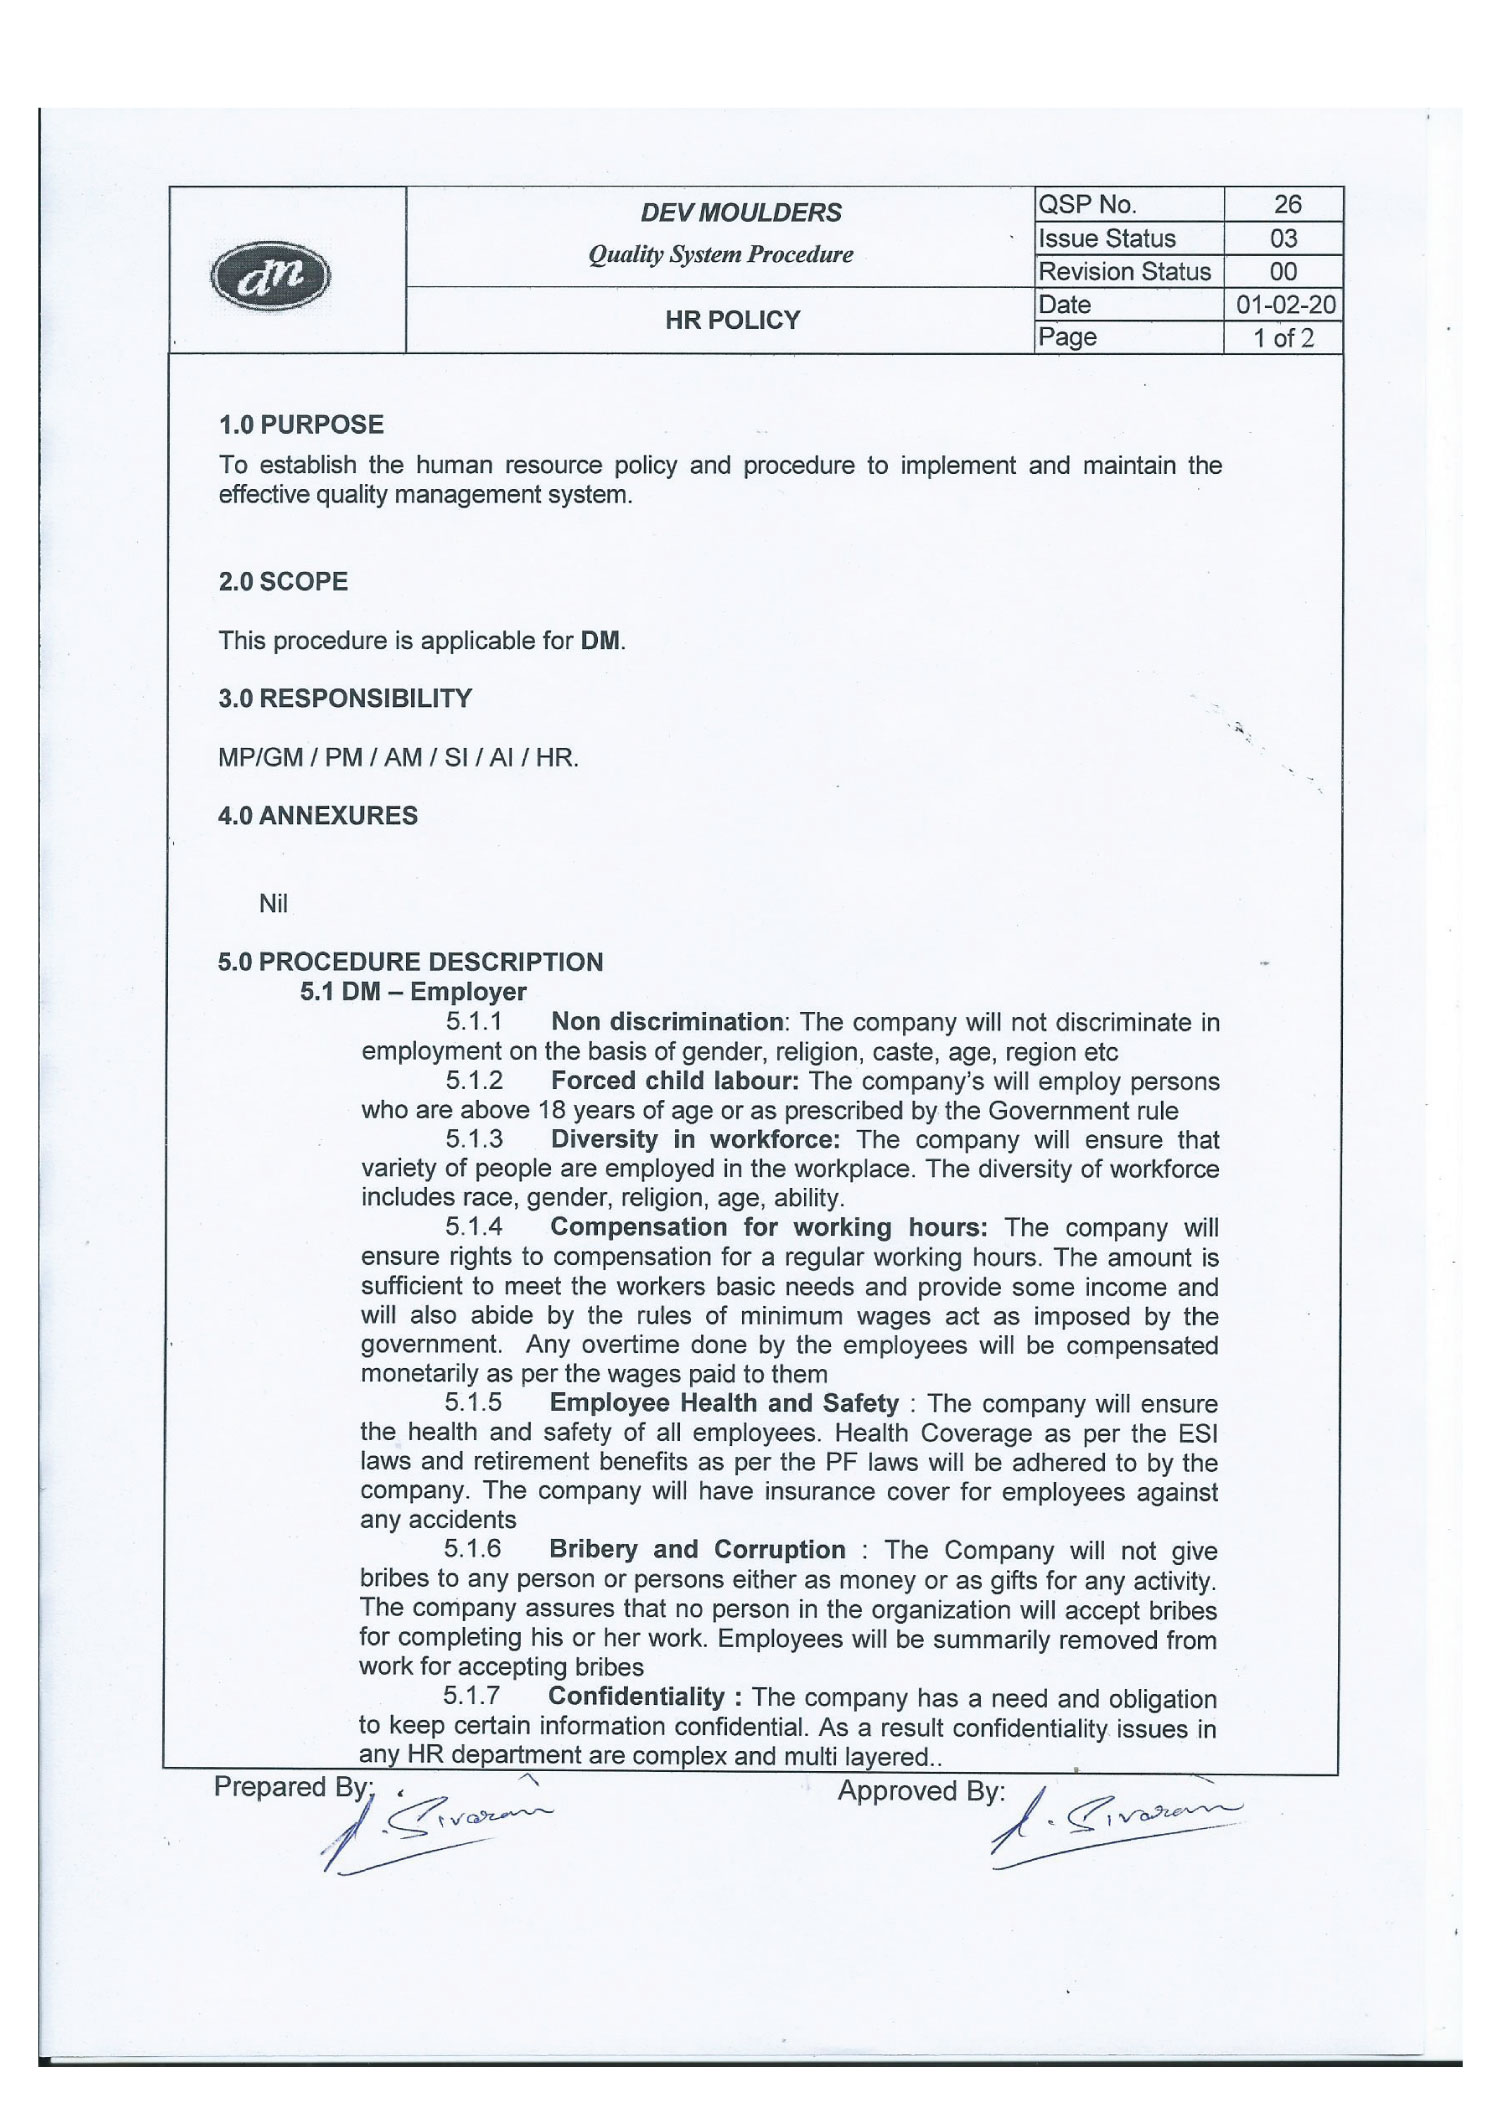 dm
DEV MOULDERS
Quality System Procedure
HR POLICY
QSP No. 26
Issue Status 03
Revision Status 00
Date 01-02-20
Page 1 of 2
1.0 PURPOSE
To establish the human resource policy and procedure to implement and maintain the
effective quality management system.
2.0 SCOPE
This procedure is applicable for DM.
3.0 RESPONSIBILITY
MP/GM / PM / AM / SI / AI / HR.
4.0 ANNEXURES
Nil
5.0 PROCEDURE DESCRIPTION
5.1 DM – Employer
5.1.1 Non discrimination: The company will not discriminate in
employment on the basis of gender, religion, caste, age, region etc
5.1.2 Forced child labour: The company's will employ persons
who are above 18 years of age or as prescribed by the Government rule
5.1.3 Diversity in workforce: The company will ensure that
variety of people are employed in the workplace. The diversity of workforce
includes race, gender, religion, age, ability.
5.1.4 Compensation for working hours: The company will
ensure rights to compensation for a regular working hours. The amount is
sufficient to meet the workers basic needs and provide some income and
will also abide by the rules of minimum wages act as imposed by the
government. Any overtime done by the employees will be compensated
monetarily as per the wages paid to them
5.1.5 Employee Health and Safety : The company will ensure
the health and safety of all employees. Health Coverage as per the ESI
laws and retirement benefits as per the PF laws will be adhered to by the
company. The company will have insurance cover for employees against
any accidents
5.1.6 Bribery and Corruption : The Company will not give
bribes to any person or persons either as money or as gifts for any activity.
The company assures that no person in the organization will accept bribes
for completing his or her work. Employees will be summarily removed from
work for accepting bribes
5.1.7 Confidentiality : The company has a need and obligation
to keep certain information confidential. As a result confidentiality issues in
any HR department are complex and multi layered..
Prepared By: Approved By: